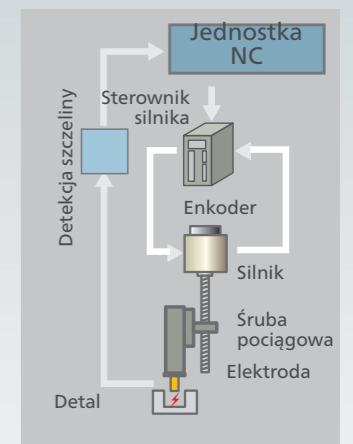 Jednostka
NC
Sterownik
silnika
Detekcja szczeliny
Enkoder
Silnik
Śruba
pociągowa
Elektroda
Detal